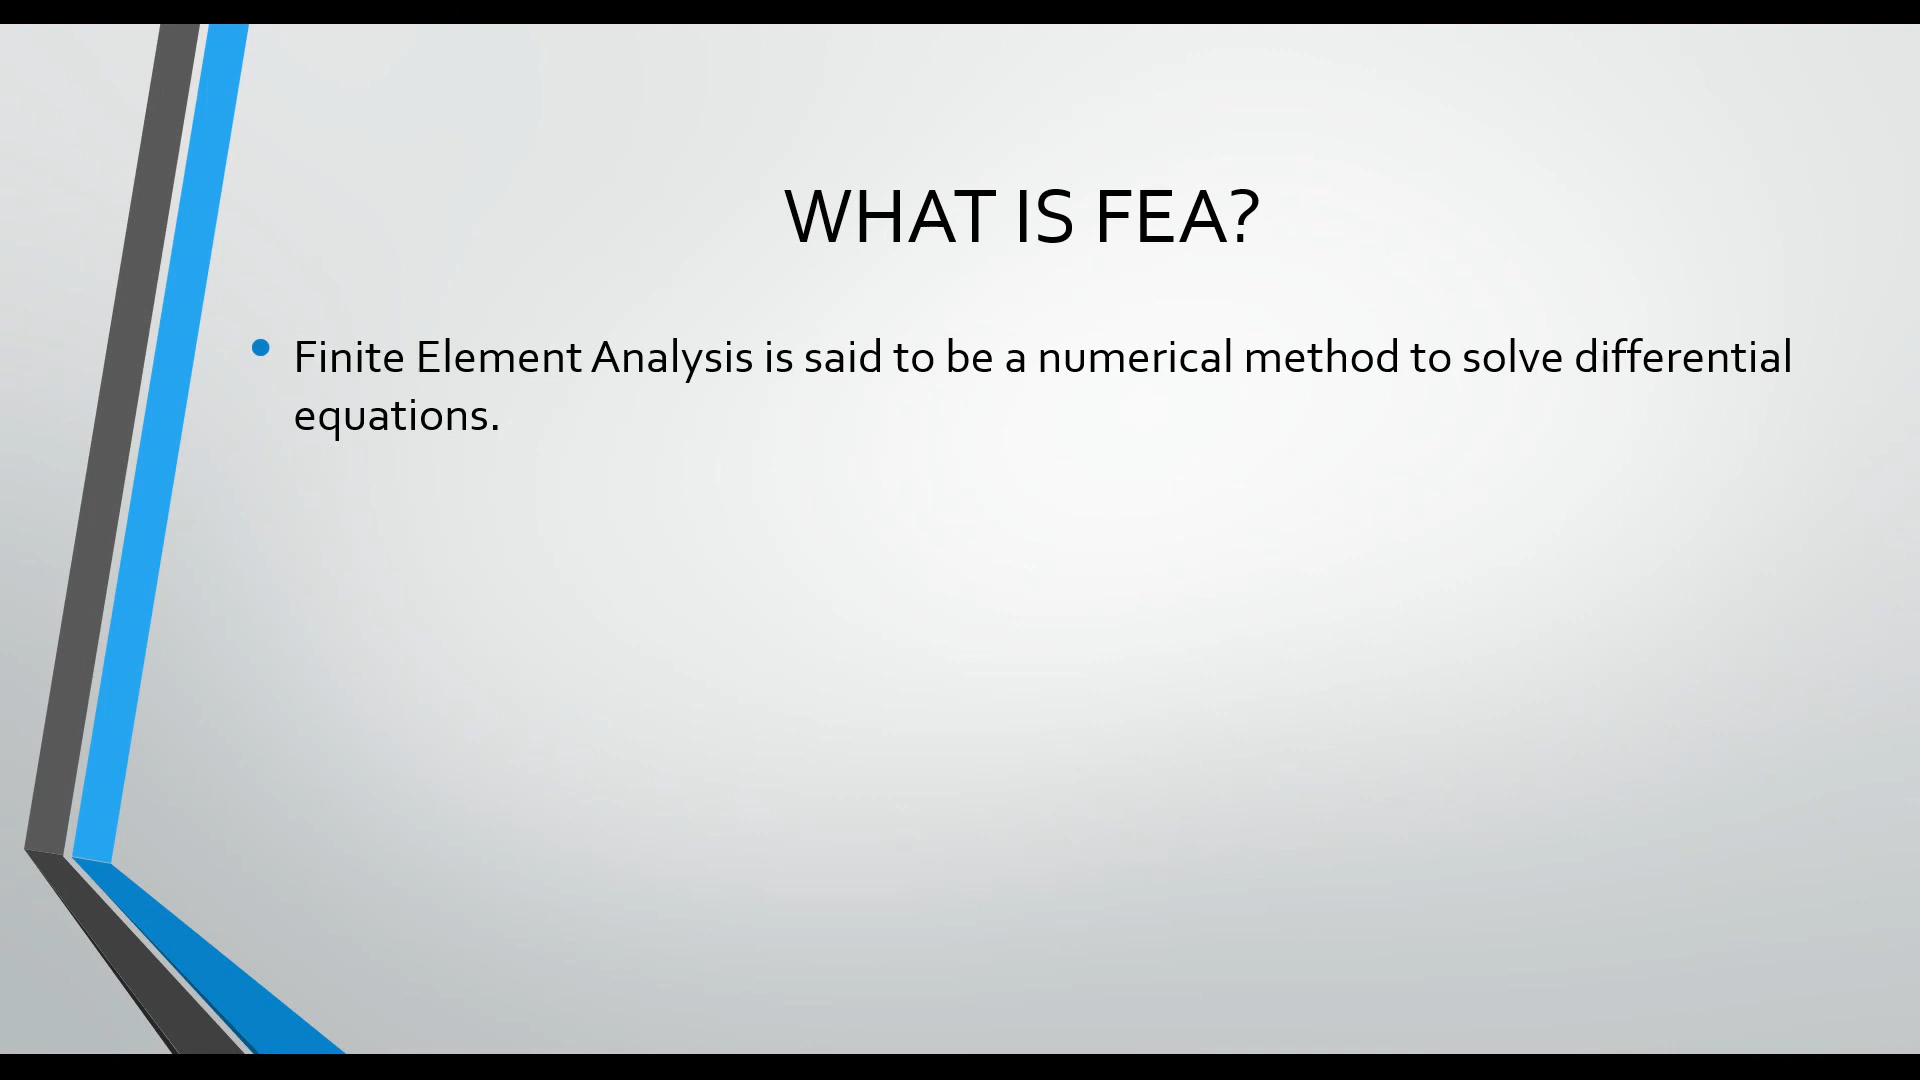 WHAT IS FEA?
• Finite Element Analysis is said to be a numerical method to solve differential
equations.